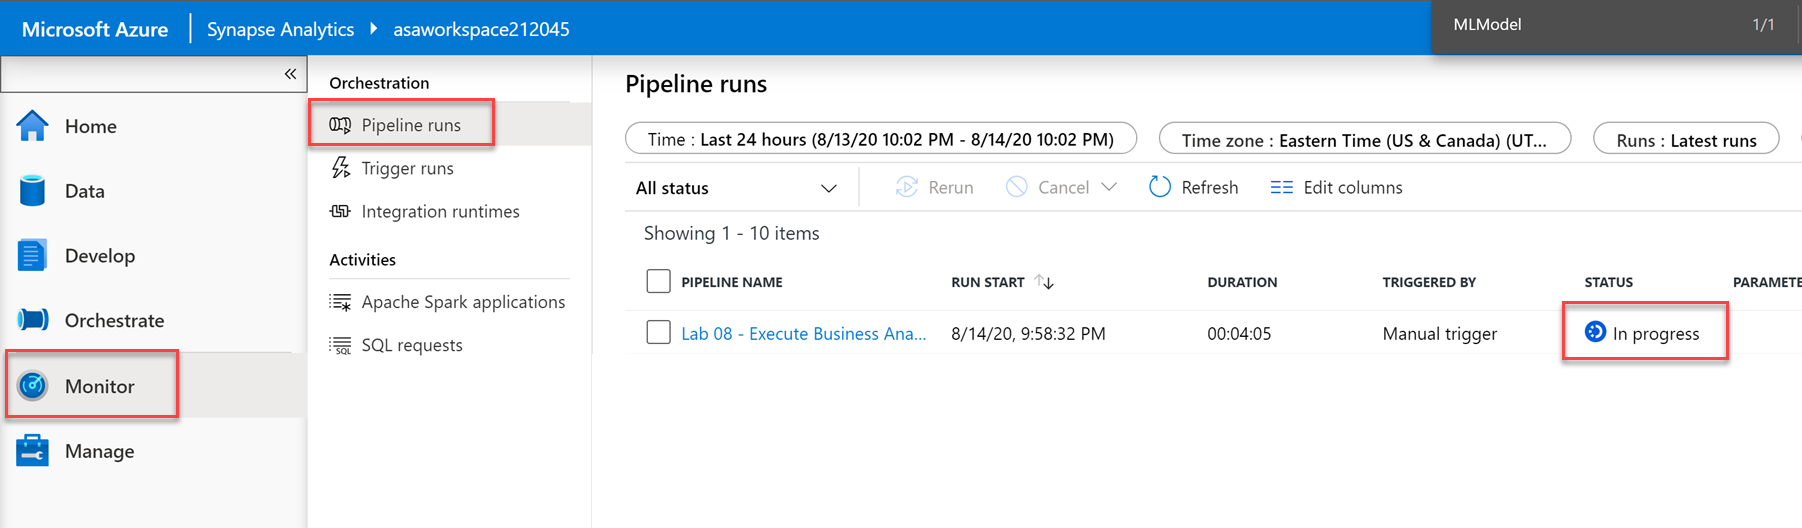 Microsoft Azure Synapse Analytics asaworkspace212045
MLModel 1/1
«
Home
Data
Develop
Orchestrate
Monitor
Manage
Orchestration
Pipeline runs
Trigger runs
Integration runtimes
Activities
Apache Spark applications
SQL SQL requests
Pipeline runs
Time : Last 24 hours (8/13/20 10:02 PM - 8/14/20 10:02 PM) Time zone : Eastern Time (US & Canada) (UT... Runs : Latest runs
All status Rerun Cancel Refresh Edit columns
Showing 1 - 10 items
PIPELINE NAME RUN START DURATION TRIGGERED BY STATUS PARAMETE
Lab 08 - Execute Business Ana... 8/14/20, 9:58:32 PM 00:04:05 Manual trigger In progress